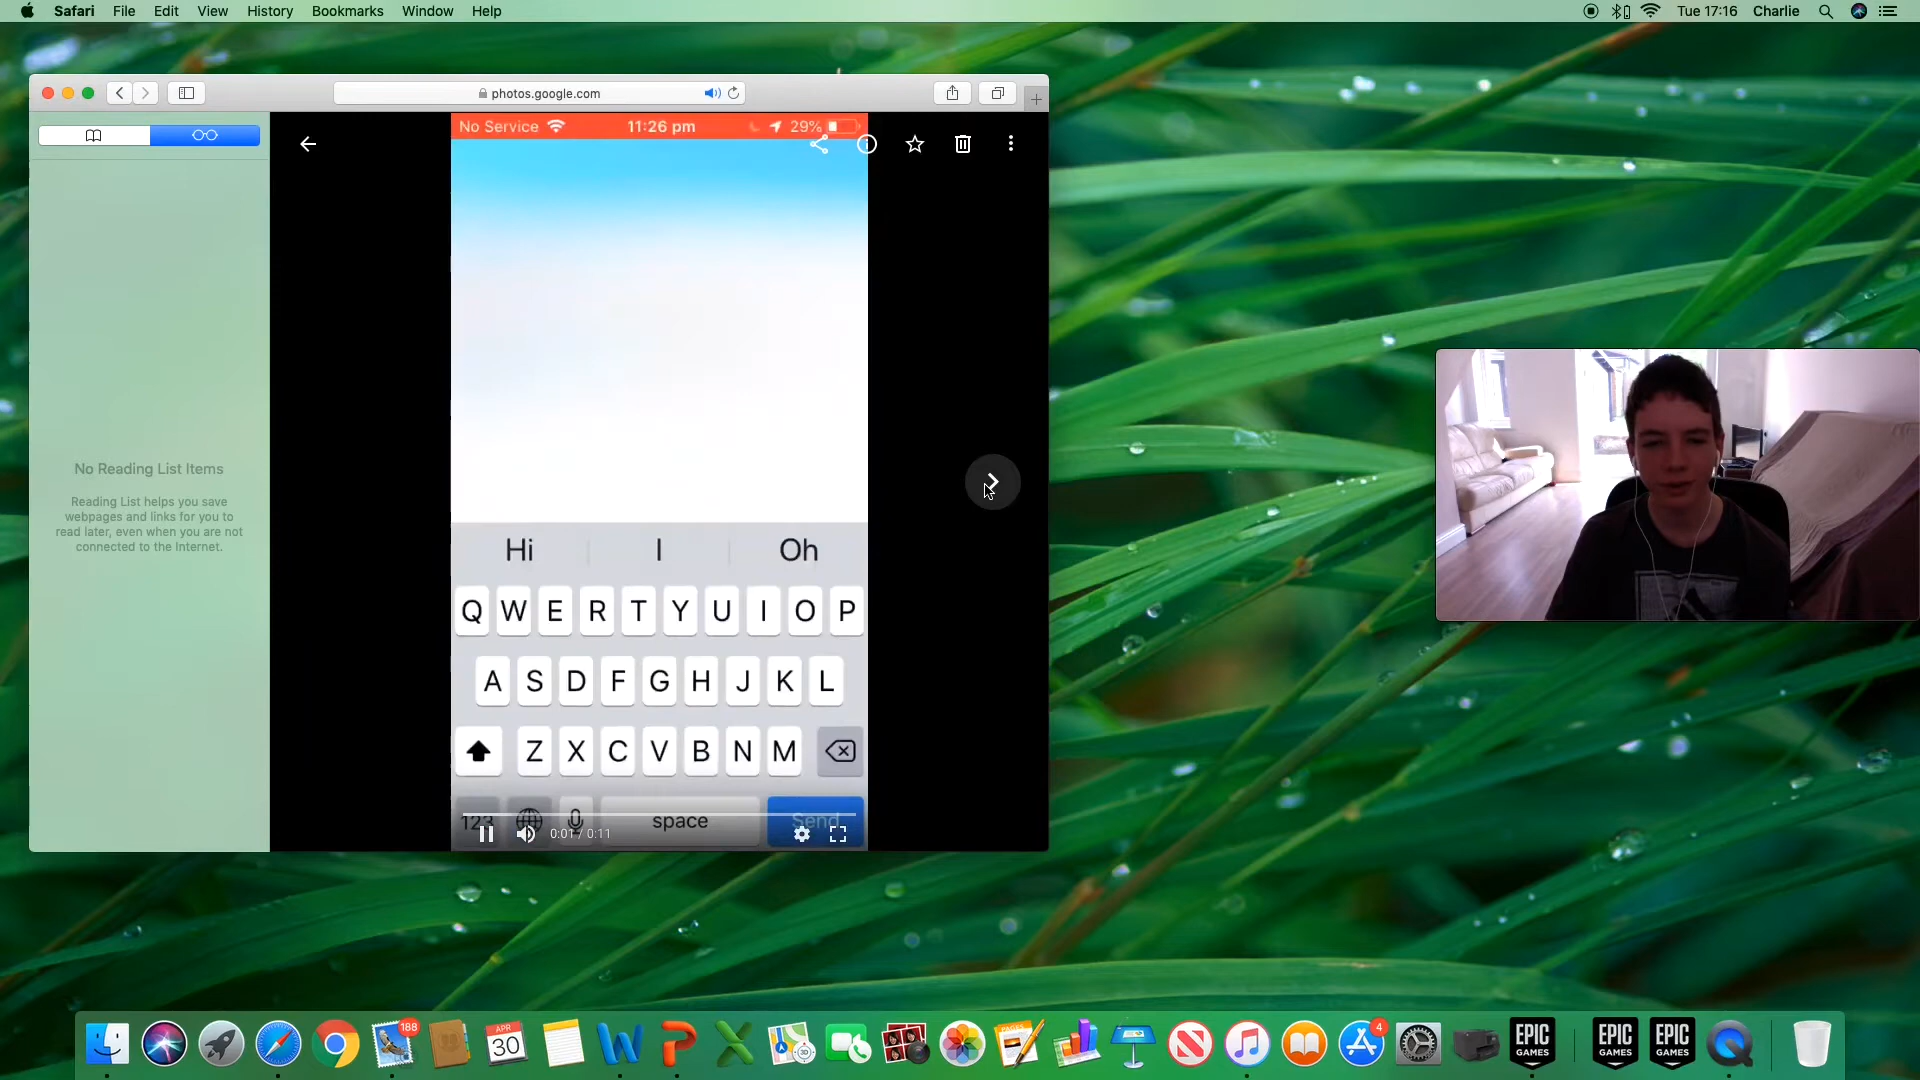 Safari File Edit View History Bookmarks Window Help
Tue 17:16 Charlie
photos.google.com
No Service 11:26 pm 29%
No Reading List Items
Reading List helps you save
webpages and links for you to
read later, even when you are not
connected to the Internet.
Hi I Oh
Q W E R T Y U I O P
A S D F G H J K L
Z X C V B N M
123 space Send
0:01 / 0:11
188
APR
30
PAGES
3D
4
EPIC
GAMES
EPIC
GAMES
EPIC
GAMES